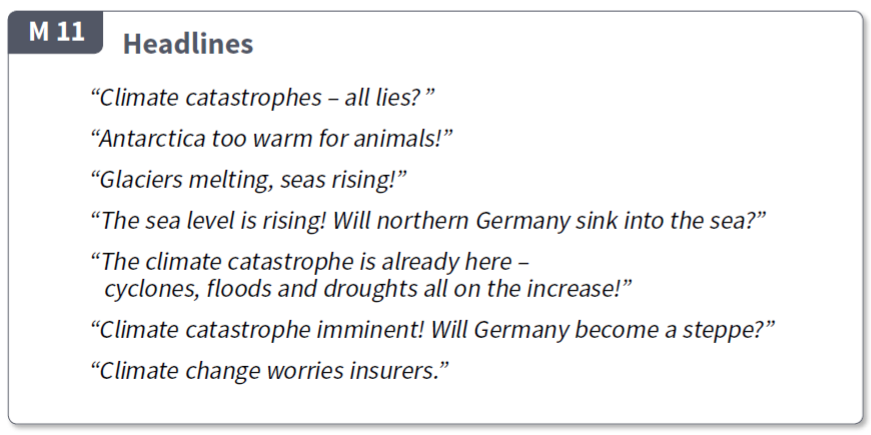 M 11
Headlines
“Climate catastrophes – all lies? ”
“Antarctica too warm for animals!”
“Glaciers melting, seas rising!”
“The sea level is rising! Will northern Germany sink into the sea?”
“The climate catastrophe is already here –
cyclones, floods and droughts all on the increase!”
“Climate catastrophe imminent! Will Germany become a steppe?”
“Climate change worries insurers.”